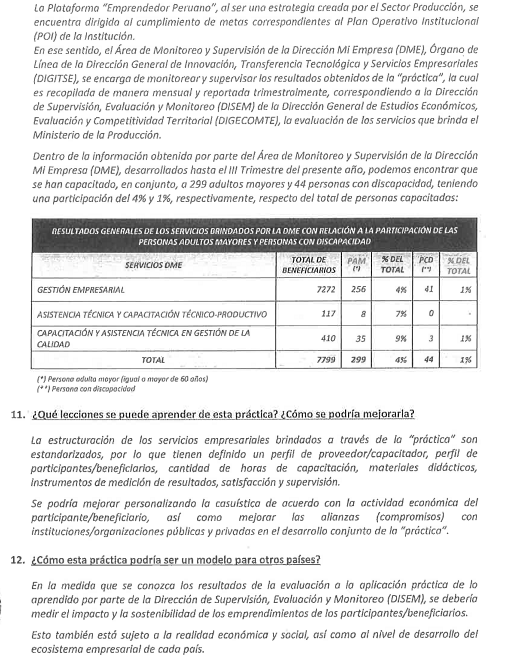 La Plataforma "Emprendedor Peruano", al ser una estrategia creada por el Sector Producción, se
encuentra dirigida al cumplimiento de metas correspondientes al Plan Operativo Institucional
(POI) de la Institución.
En ese sentido, el Área de Monitoreo y Supervisión de la Dirección Mi Empresa (DME), Órgano de
Línea de la Dirección General de Innovación, Transferencia Tecnológica y Servicios Empresariales
(DIGITSE), se encarga de monitorear y supervisar los resultados obtenidos de la "práctica", la cual
es recopilada de manera mensual y reportada trimestralmente, correspondiendo a la Dirección
de Supervisión, Evaluación y Monitoreo (DISEM) de la Dirección General de Estudios Económicos,
Evaluación y Competitividad Territorial (DIGECOMTE), la evaluación de los servicios que brinda el
Ministerio de la Producción.
Dentro de la información obtenida por parte del Área de Monitoreo y Supervisión de la Dirección
Mi Empresa (DME), desarrollados hasta el III Trimestre del presente año, podemos encontrar que
se han capacitado, en conjunto, a 299 adultos mayores y 44 personas con discapacidad, teniendo
una participación del 4% y 1%, respectivamente, respecto del total de personas capacitadas:
RESULTADOS GENERALES DE LOS SERVICIOS BRINDADOS POR LA DME CON RELACIÓN A LA PARTICIPACIÓN DE LAS
PERSONAS ADULTOS MAYORES Y PERSONAS CON DISCAPACIDAD
SERVICIOS DME TOTAL DE BENEFICIARIOS PAM (*) % DEL TOTAL PCD (**) % DEL TOTAL
GESTIÓN EMPRESARIAL 7272 256 4% 41 1%
ASISTENCIA TÉCNICA Y CAPACITACIÓN TÉCNICO-PRODUCTIVO 117 8 7% 0 -
CAPACITACIÓN Y ASISTENCIA TÉCNICA EN GESTIÓN DE LA
CALIDAD 410 35 9% 3 1%
TOTAL 7799 299 4% 44 1%
(*) Persona adulta mayor (igual o mayor de 60 años)
(**) Persona con discapacidad
11. ¿Qué lecciones se puede aprender de esta práctica? ¿Cómo se podría mejorarla?
La estructuración de los servicios empresariales brindados a través de la "práctica" son
estandarizados, por lo que tienen definido un perfil de proveedor/capacitador, perfil de
participantes/beneficiarios, cantidad de horas de capacitación, materiales didácticos,
instrumentos de medición de resultados, satisfacción y supervisión.
Se podría mejorar personalizando la casuística de acuerdo con la actividad económica del
participante/beneficiario, así como mejorar las alianzas (compromisos) con
instituciones/organizaciones públicas y privadas en el desarrollo conjunto de la "práctica".
12. ¿Cómo esta práctica podría ser un modelo para otros países?
En la medida que se conozca los resultados de la evaluación a la aplicación práctica de lo
aprendido por parte de la Dirección de Supervisión, Evaluación y Monitoreo (DISEM), se debería
medir el impacto y la sostenibilidad de los emprendimientos de los participantes/beneficiarios.
Esto también está sujeto a la realidad económica y social, así como al nivel de desarrollo del
ecosistema empresarial de cada país.